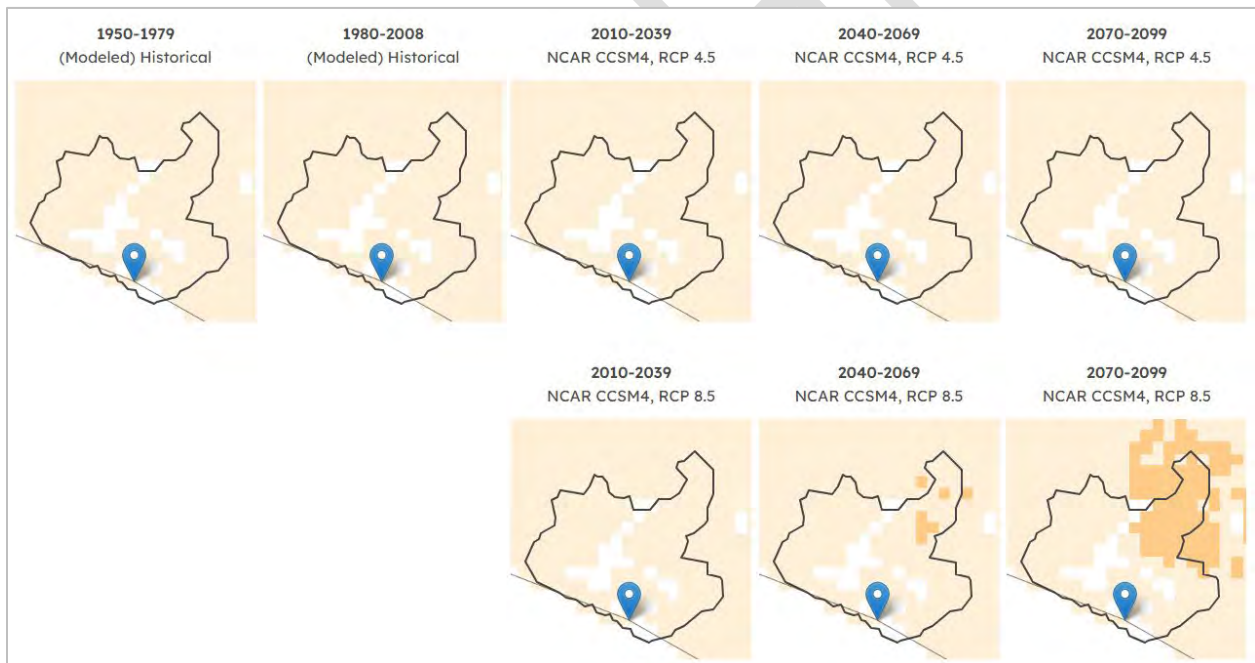 1950-1979
(Modeled) Historical
1980-2008
(Modeled) Historical
2010-2039
NCAR CCSM4, RCP 4.5
2040-2069
NCAR CCSM4, RCP 4.5
2070-2099
NCAR CCSM4, RCP 4.5
2010-2039
NCAR CCSM4, RCP 8.5
2040-2069
NCAR CCSM4, RCP 8.5
2070-2099
NCAR CCSM4, RCP 8.5